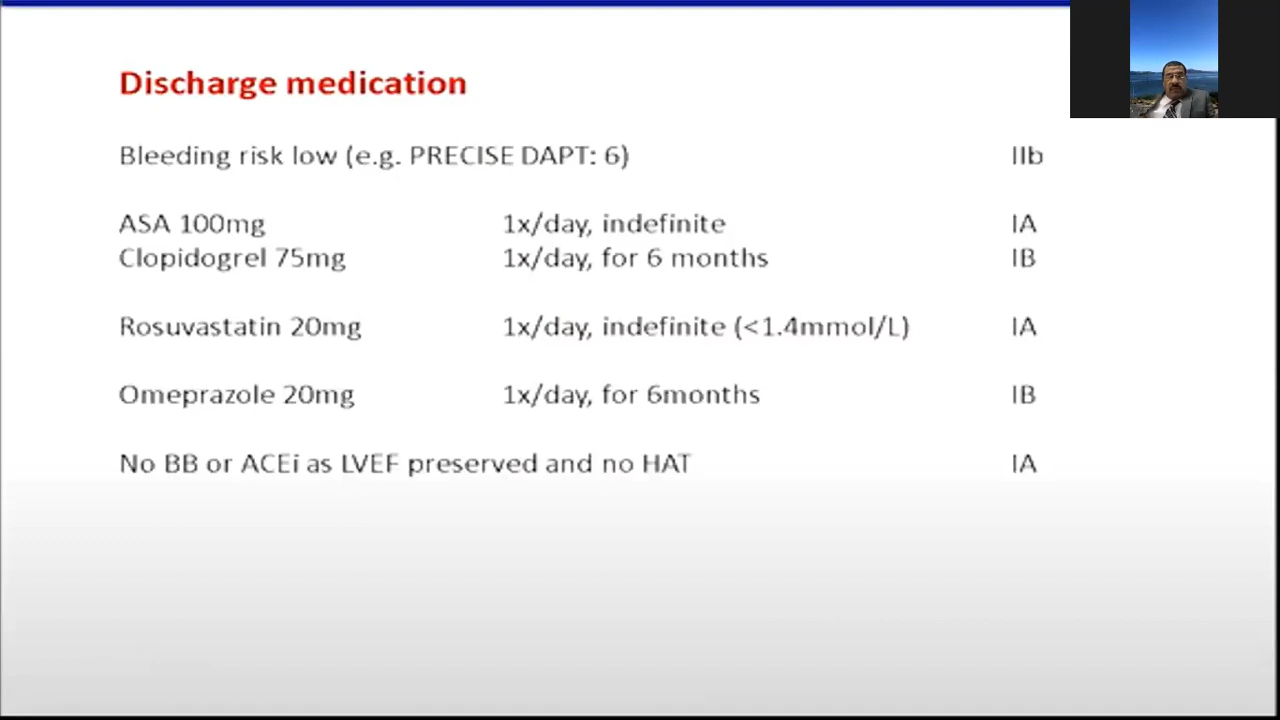 Discharge medication
Bleeding risk low (e.g. PRECISE DAPT: 6) IIb
ASA 100mg 1x/day, indefinite IA
Clopidogrel 75mg 1x/day, for 6 months IB
Rosuvastatin 20mg 1x/day, indefinite (<1.4mmol/L) IA
Omeprazole 20mg 1x/day, for 6months IB
No BB or ACEi as LVEF preserved and no HAT IA